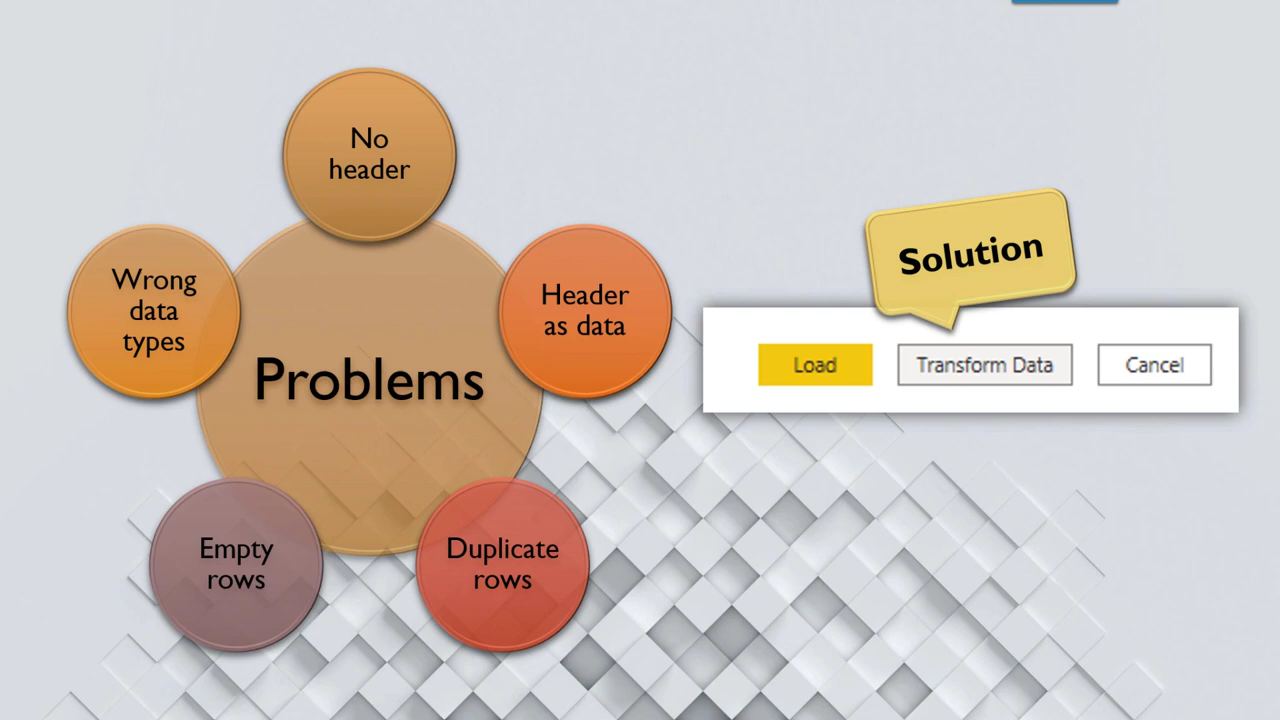 No
header
Wrong
data
types
Header
as data
Problems
Empty
rows
Duplicate
rows
Solution
Load
Transform Data
Cancel